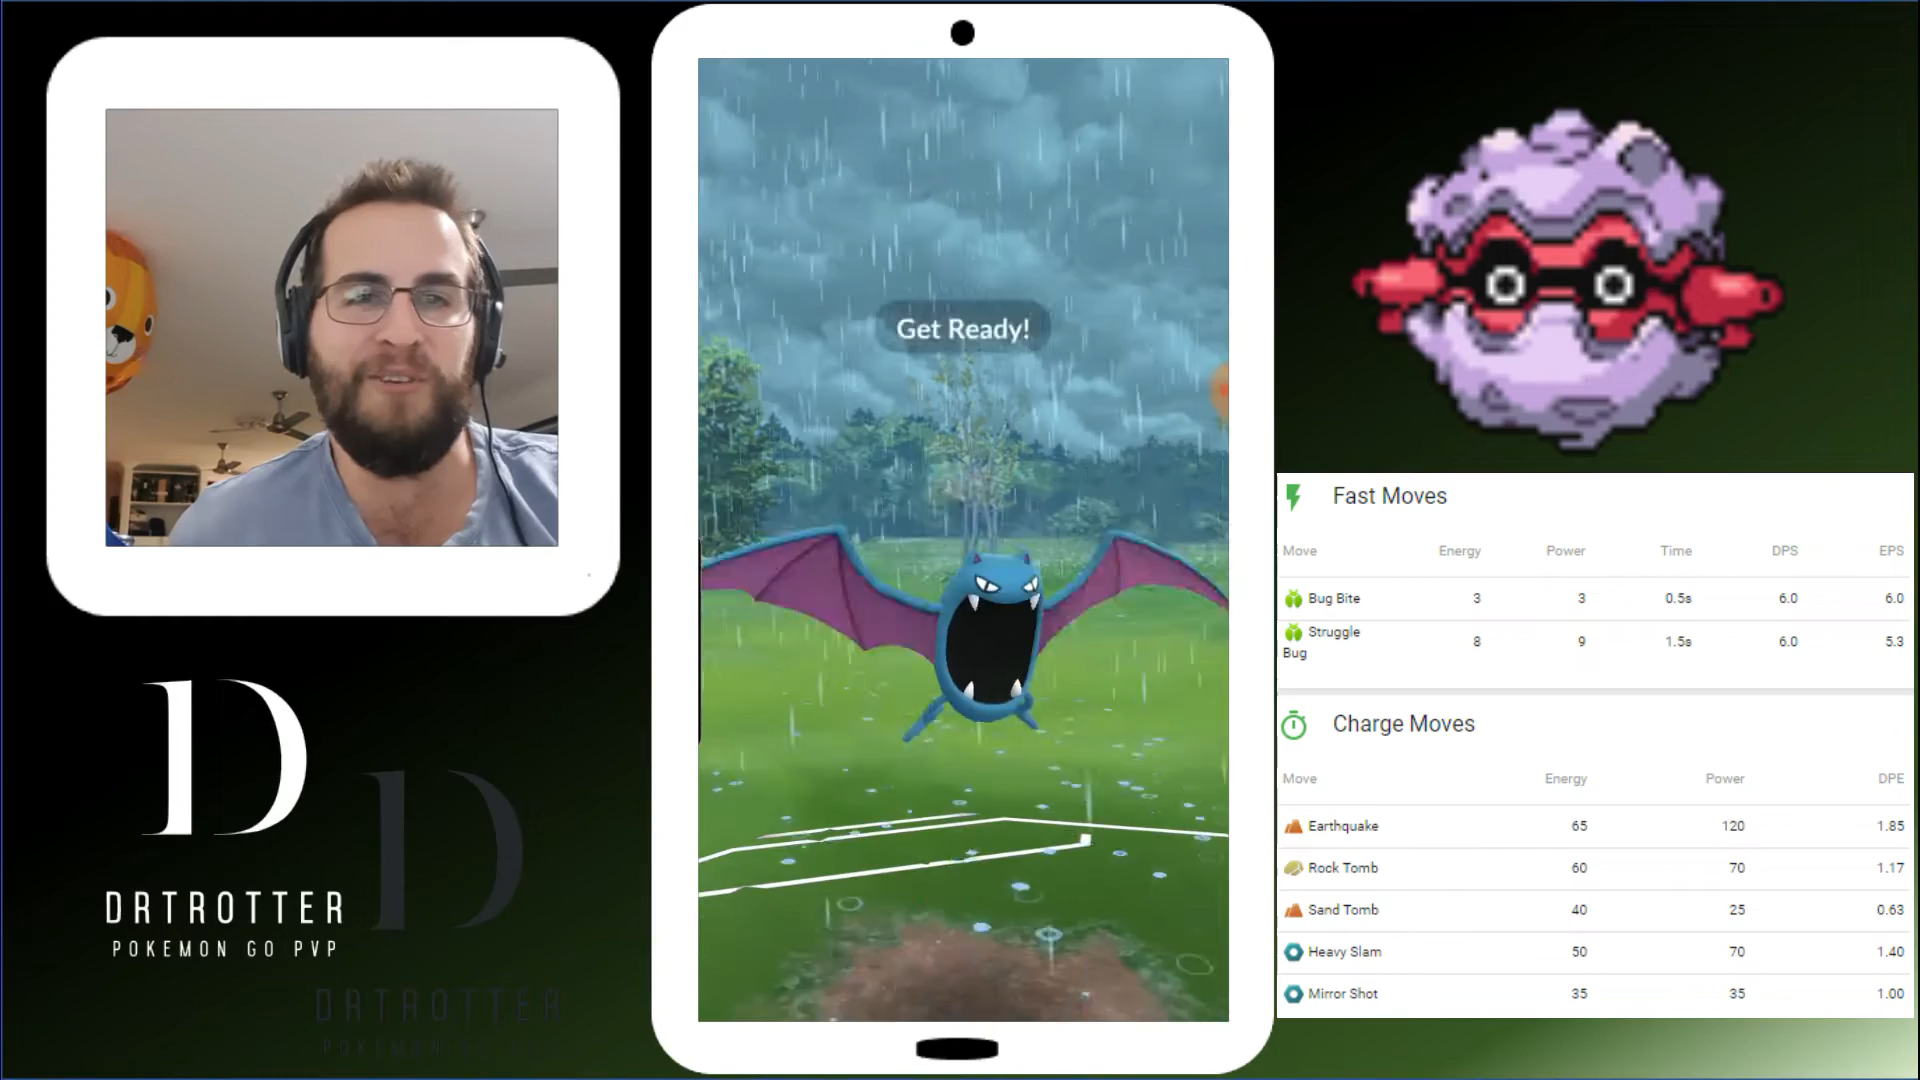 Get Ready!
DRTROTTER
POKEMON GO PVP
DRTROTTER
Fast Moves
Move Energy Power Time DPS EPS
Bug Bite 3 3 0.5s 6.0 6.0
Struggle
Bug 8 9 1.5s 6.0 5.3
Charge Moves
Move Energy Power DPE
Earthquake 65 120 1.85
Rock Tomb 60 70 1.17
Sand Tomb 40 25 0.63
Heavy Slam 50 70 1.40
Mirror Shot 35 35 1.00